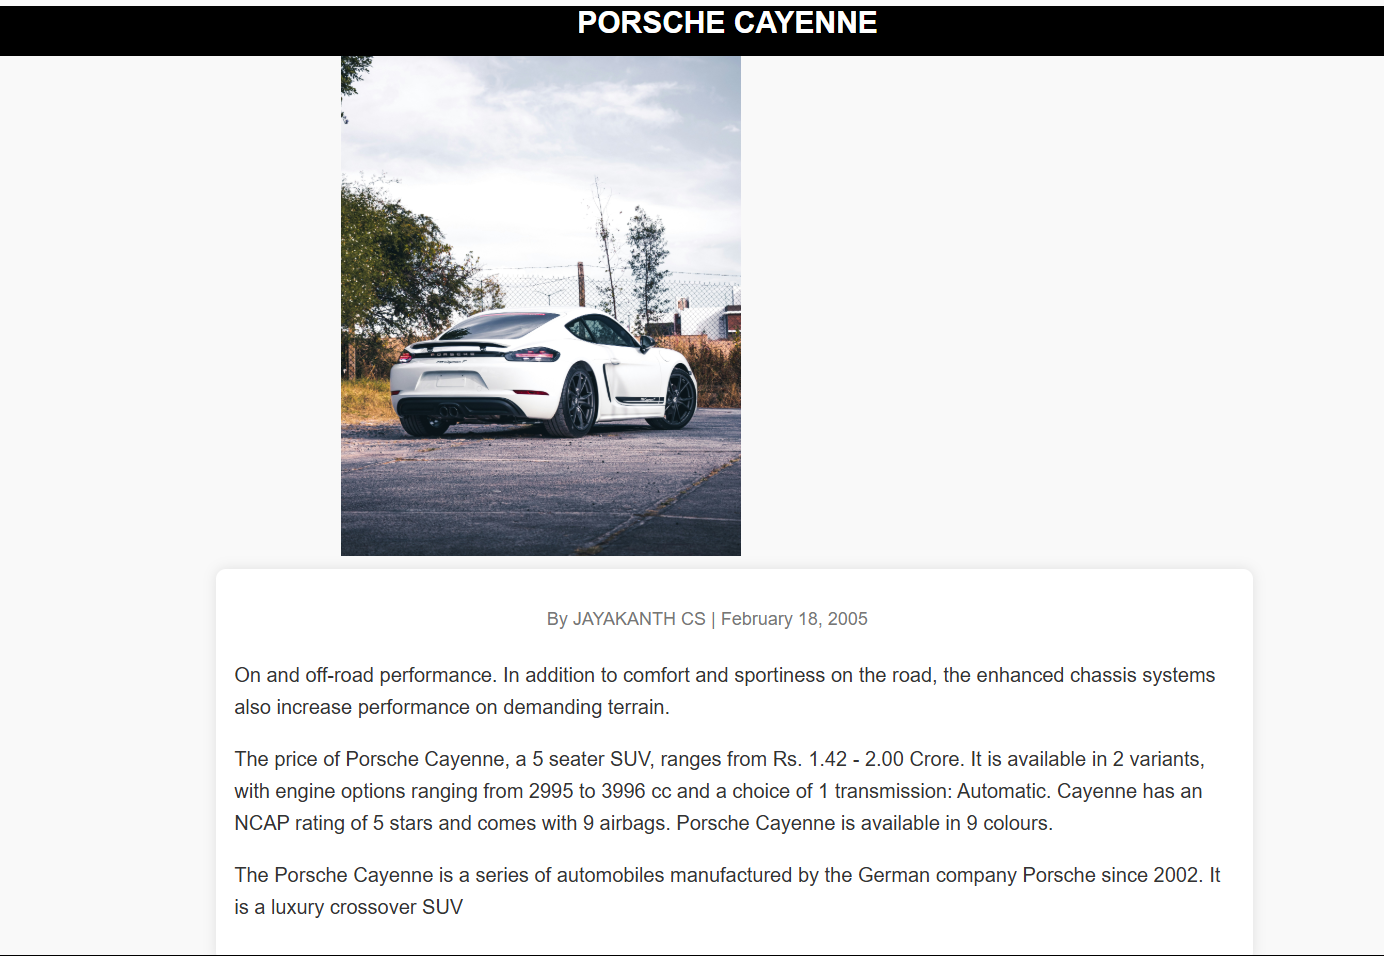 PORSCHE CAYENNE
PORSCHE
By JAYAKANTH CS | February 18, 2005
On and off-road performance. In addition to comfort and sportiness on the road, the enhanced chassis systems
also increase performance on demanding terrain.
The price of Porsche Cayenne, a 5 seater SUV, ranges from Rs. 1.42 - 2.00 Crore. It is available in 2 variants,
with engine options ranging from 2995 to 3996 cc and a choice of 1 transmission: Automatic. Cayenne has an
NCAP rating of 5 stars and comes with 9 airbags. Porsche Cayenne is available in 9 colours.
The Porsche Cayenne is a series of automobiles manufactured by the German company Porsche since 2002. It
is a luxury crossover SUV